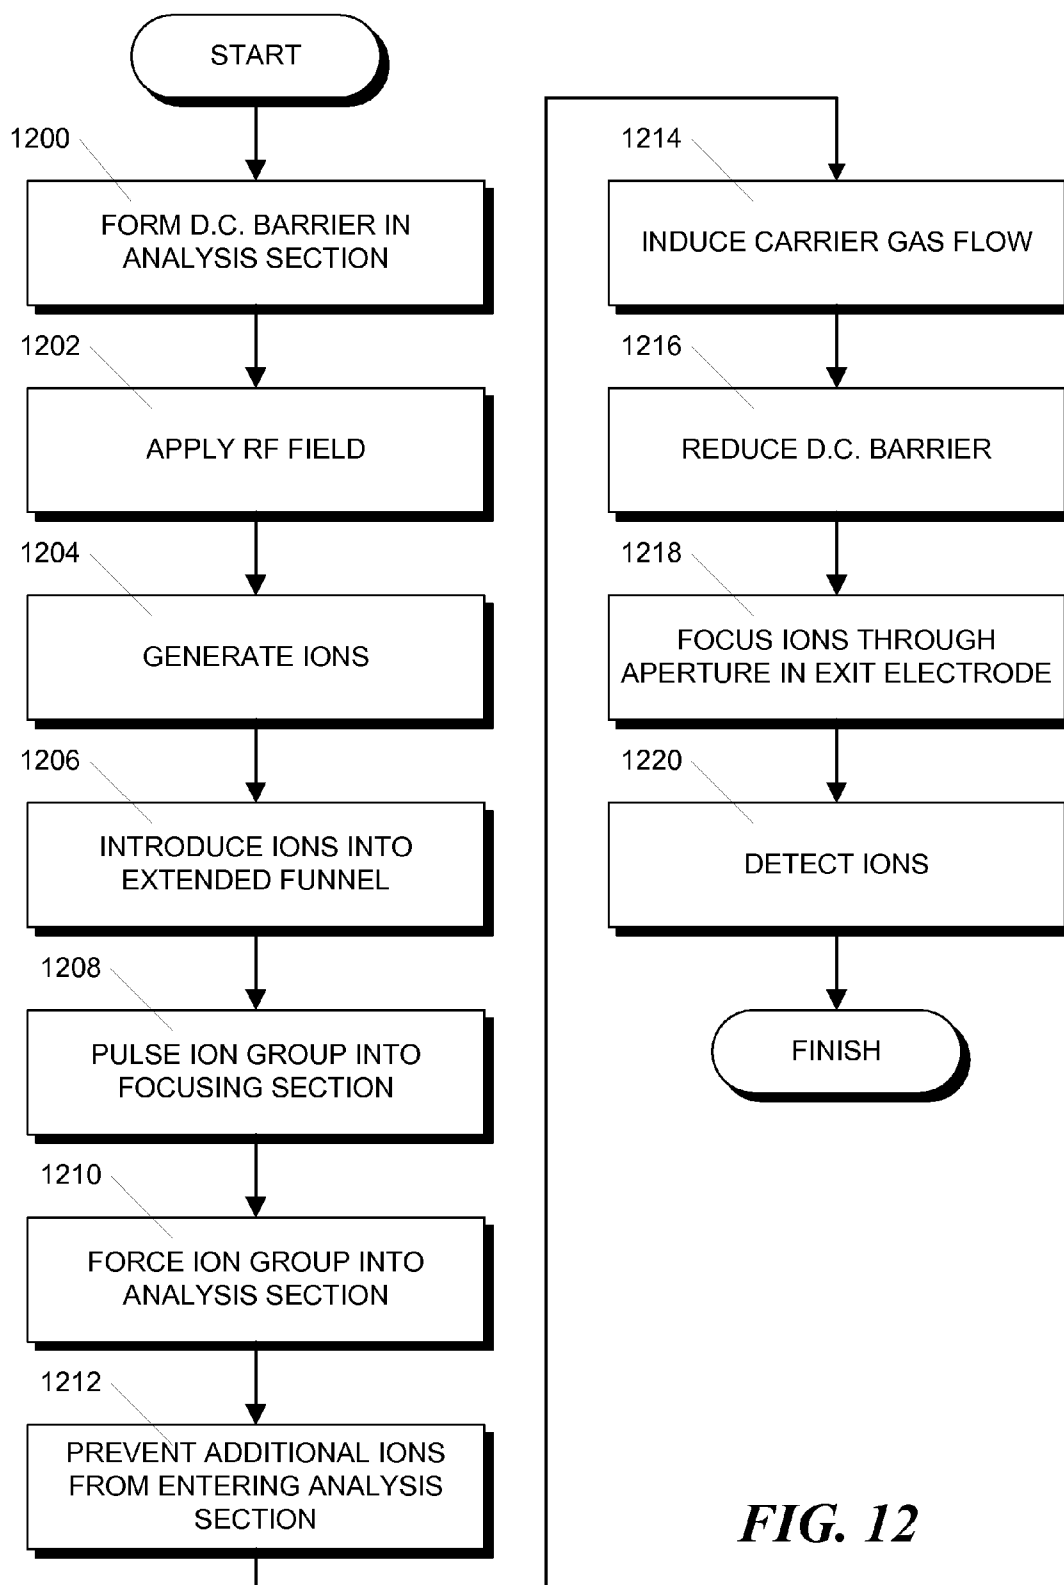 START
1200
FORM D.C. BARRIER IN
ANALYSIS SECTION
1202
APPLY RF FIELD
1204
GENERATE IONS
1206
INTRODUCE IONS INTO
EXTENDED FUNNEL
1208
PULSE ION GROUP INTO
FOCUSING SECTION
1210
FORCE ION GROUP INTO
ANALYSIS SECTION
1212
PREVENT ADDITIONAL IONS
FROM ENTERING ANALYSIS
SECTION
1214
INDUCE CARRIER GAS FLOW
1216
REDUCE D.C. BARRIER
1218
FOCUS IONS THROUGH
APERTURE IN EXIT ELECTRODE
1220
DETECT IONS
FINISH
FIG. 12